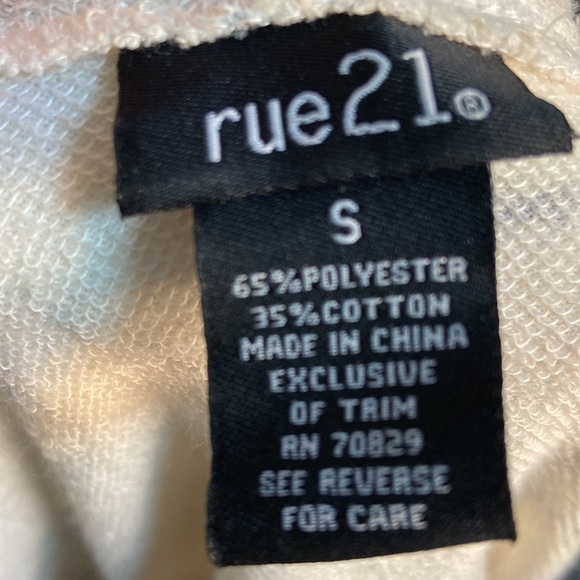 rue21®
S
65%POLYESTER
35%COTTON
MADE IN CHINA
EXCLUSIVE
OF TRIM
RN 70829
SEE REVERSE
FOR CARE